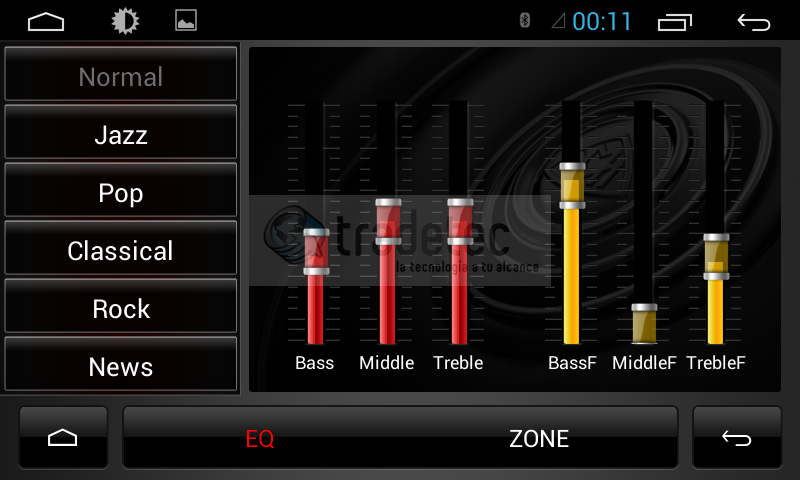 00:11
Normal
Jazz
Pop
Classical
Rock
News
tradetec
la tecnología a tu alcance
Bass Middle Treble BassF MiddleF TrebleF
EQ ZONE